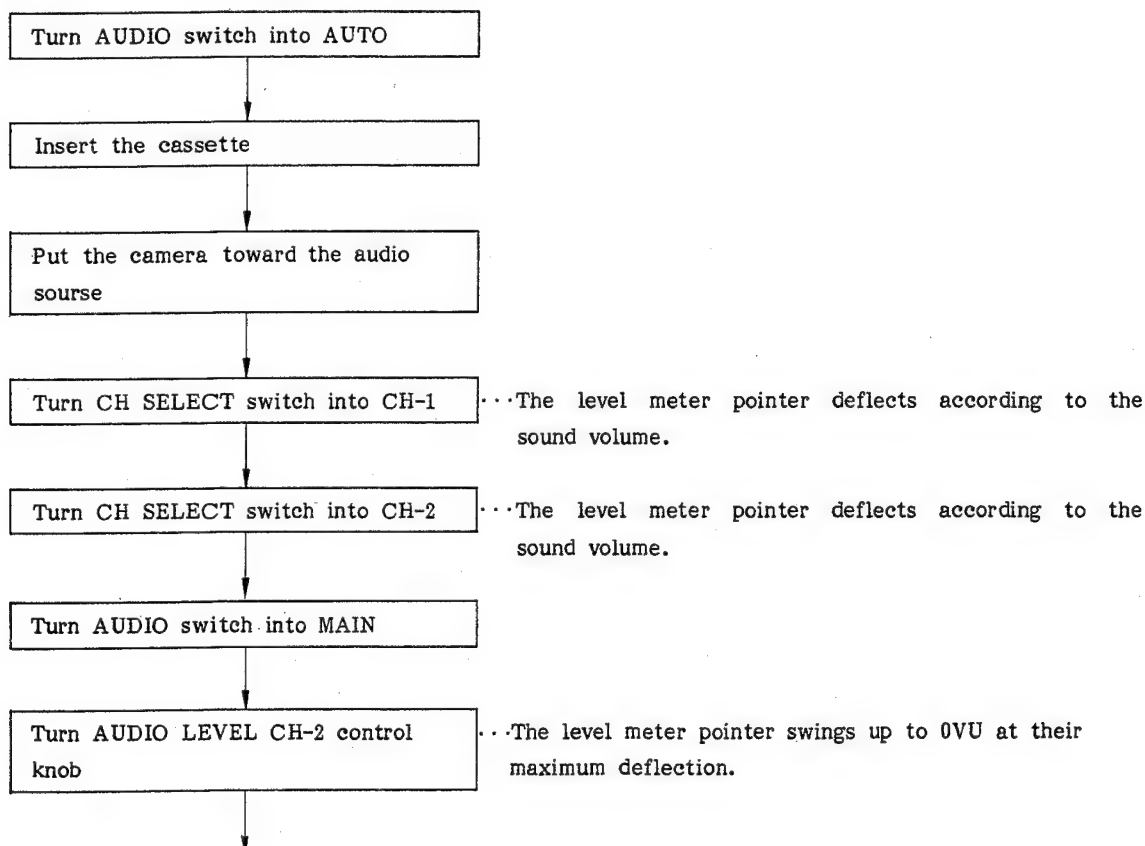 Turn AUDIO switch into AUTO
Insert the cassette
Put the camera toward the audio
sourse
Turn CH SELECT switch into CH-1
···The level meter pointer deflects according to the
sound volume.
Turn CH SELECT switch into CH-2
···The level meter pointer deflects according to the
sound volume.
Turn AUDIO switch into MAIN
Turn AUDIO LEVEL CH-2 control
knob
···The level meter pointer swings up to 0VU at their
maximum deflection.